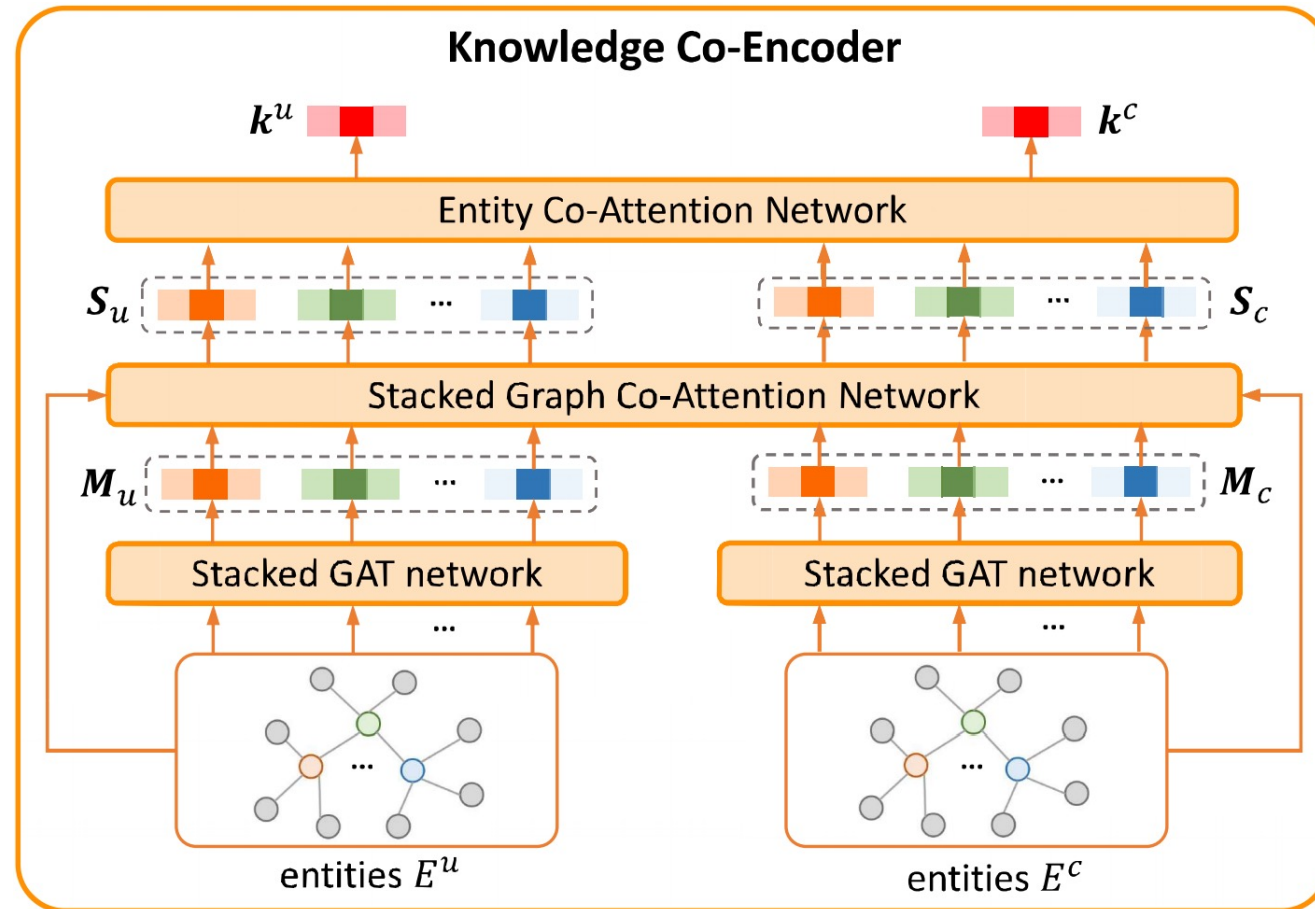 Knowledge Co-Encoder
k^u
k^c
Entity Co-Attention Network
S_u
...
...
S_c
Stacked Graph Co-Attention Network
M_u
...
...
M_c
Stacked GAT network
Stacked GAT network
...
...
...
...
entities E^u
entities E^c